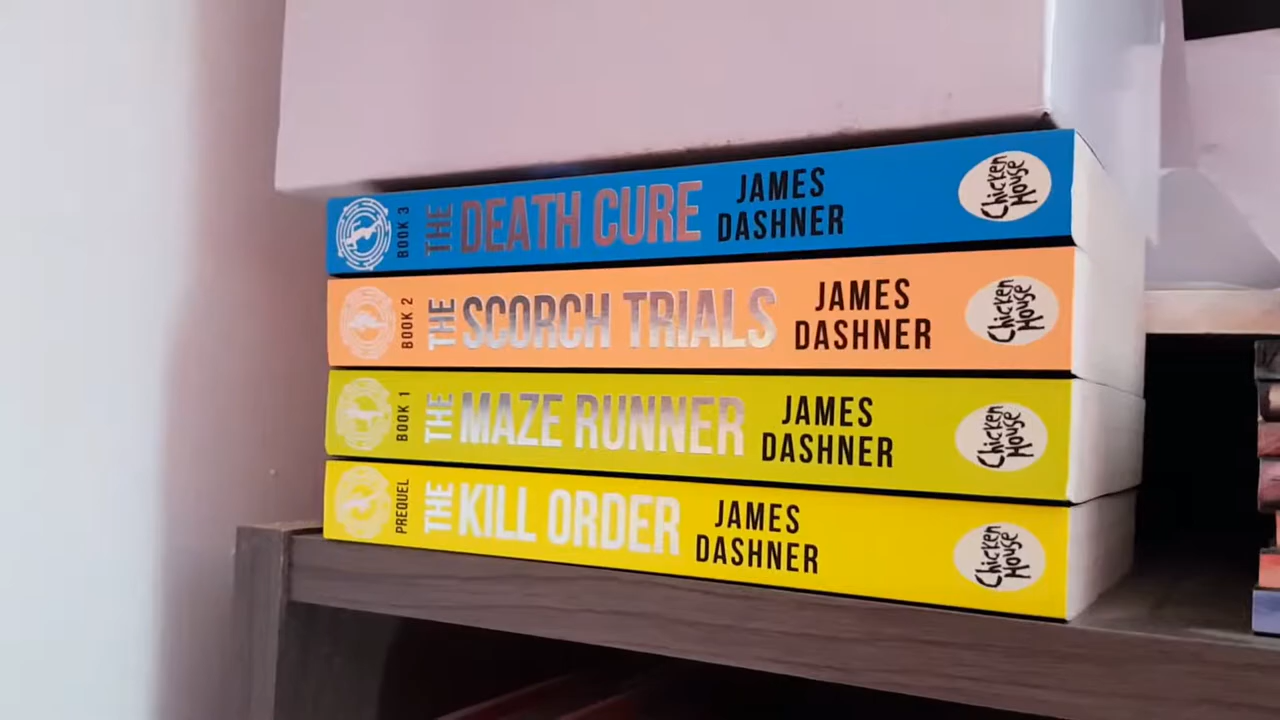 BOOK 3
THE DEATH CURE
JAMES
DASHNER
Chicken
House
BOOK 2
THE SCORCH TRIALS
JAMES
DASHNER
Chicken
House
BOOK 1
THE MAZE RUNNER
JAMES
DASHNER
Chicken
House
PREQUEL
THE KILL ORDER
JAMES
DASHNER
Chicken
House